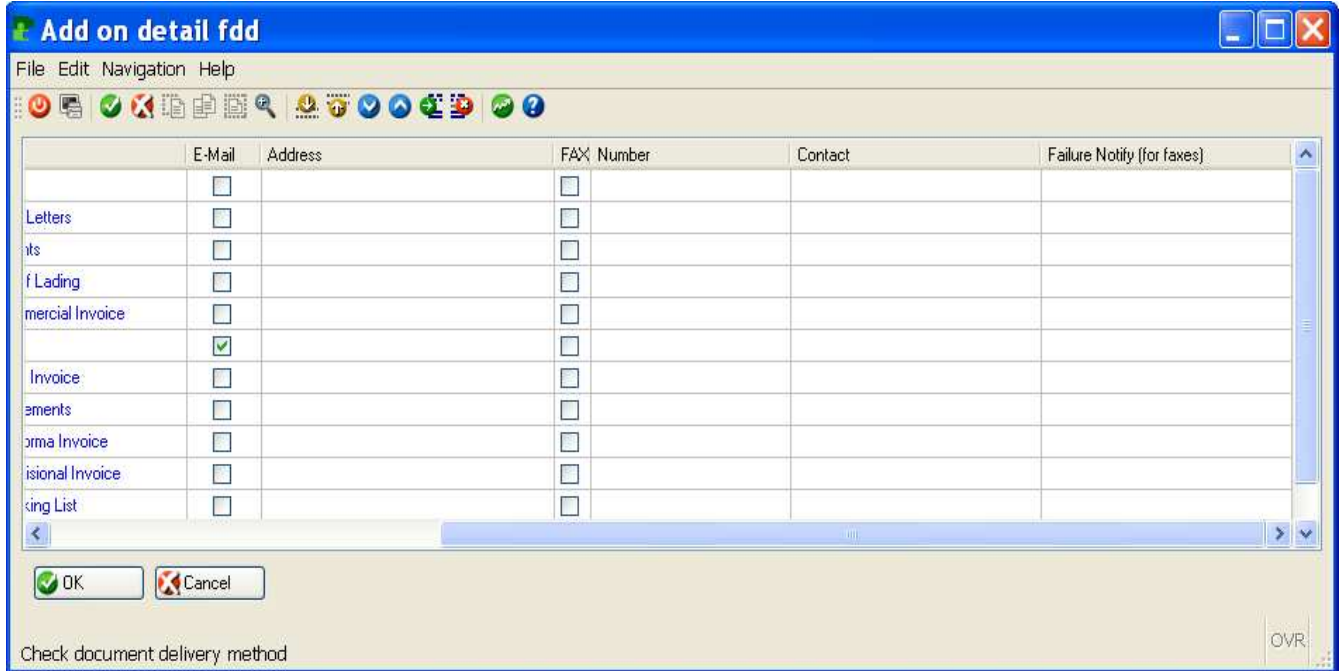 Add on detail fdd
File Edit Navigation Help
E-Mail Address FAX Number Contact Failure Notify (for faxes)
Letters
nts
f Lading
mercial Invoice
Invoice
ements
orma Invoice
isional Invoice
king List
OK Cancel
Check document delivery method
OVR